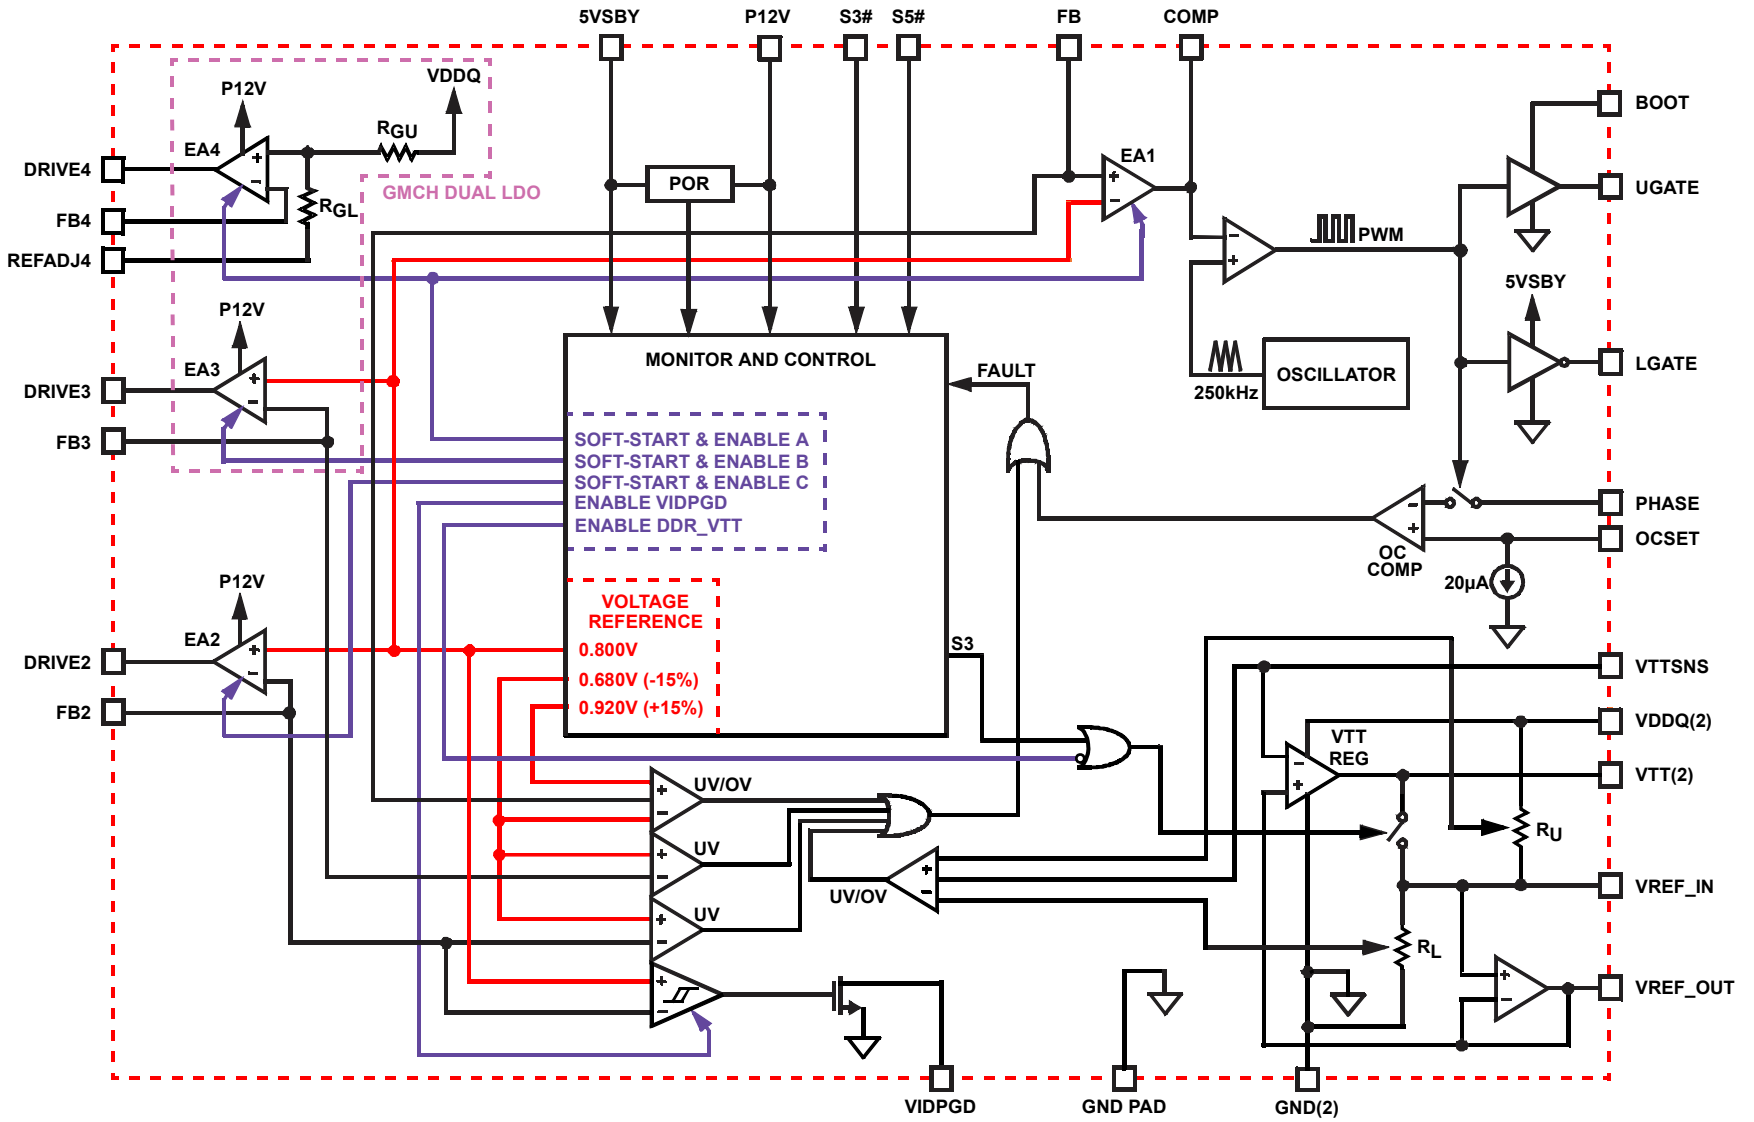 5VSBY
P12V
S3#
S5#
FB
COMP
VDDQ
P12V
BOOT
RGU
EA4
EA1
DRIVE4
+
-
GMCH DUAL LDO
POR
+
-
UGATE
RGL
FB4
PWM
-
+
REFADJ4
5VSBY
P12V
MONITOR AND CONTROL
FAULT
LGATE
EA3
OSCILLATOR
250kHz
DRIVE3
+
-
FB3
SOFT-START & ENABLE A
SOFT-START & ENABLE B
SOFT-START & ENABLE C
ENABLE VIDPGD
ENABLE DDR_VTT
-
+
PHASE
OCSET
OC
COMP
20µA
P12V
VOLTAGE
REFERENCE
EA2
DRIVE2
+
-
0.800V
0.680V (-15%)
0.920V (+15%)
S3
VTTSNS
FB2
VDDQ(2)
VTT
REG
-
+
VTT(2)
+
-
UV/OV
RU
+
-
UV
+
-
UV/OV
VREF_IN
+
-
UV
RL
+
-
+
-
VREF_OUT
VIDPGD
GND PAD
GND(2)